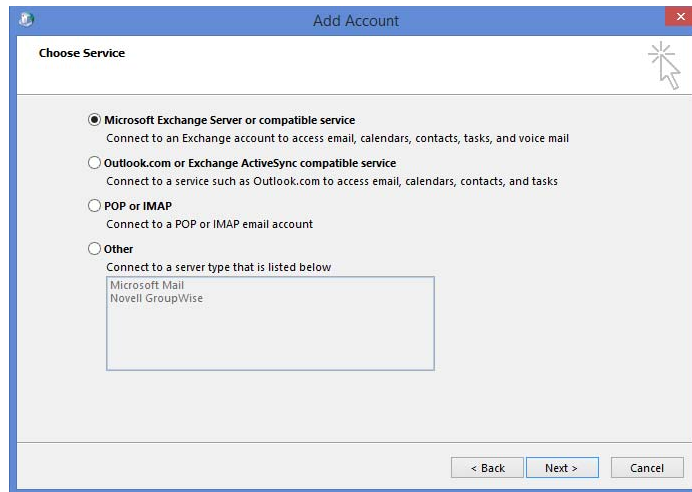 Add Account
Choose Service
Microsoft Exchange Server or compatible service
Connect to an Exchange account to access email, calendars, contacts, tasks, and voice mail
Outlook.com or Exchange ActiveSync compatible service
Connect to a service such as Outlook.com to access email, calendars, contacts, and tasks
POP or IMAP
Connect to a POP or IMAP email account
Other
Connect to a server type that is listed below
Microsoft Mail
Novell GroupWise
< Back Next > Cancel